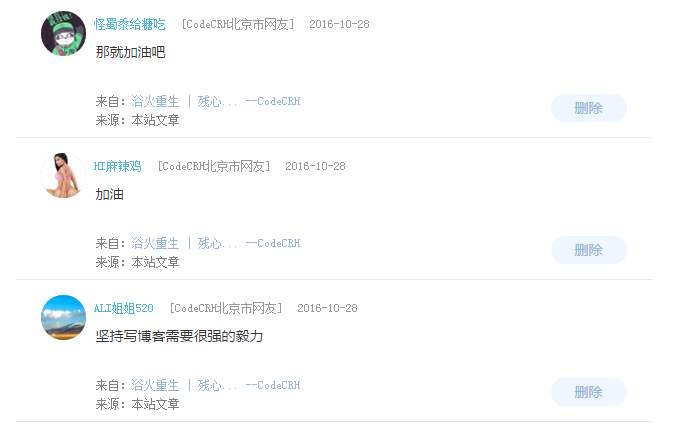 怪蜀黍给糖吃 [CodeCRH北京市网友] 2016-10-28
那就加油吧
来自：浴火重生 | 残心... --CodeCRH
来源：本站文章
删除
HI麻辣鸡 [CodeCRH北京市网友] 2016-10-28
加油
来自：浴火重生 | 残心... --CodeCRH
来源：本站文章
删除
ALI姐姐520 [CodeCRH北京市网友] 2016-10-28
坚持写博客需要很强的毅力
来自：浴火重生 | 残心... --CodeCRH
来源：本站文章
删除